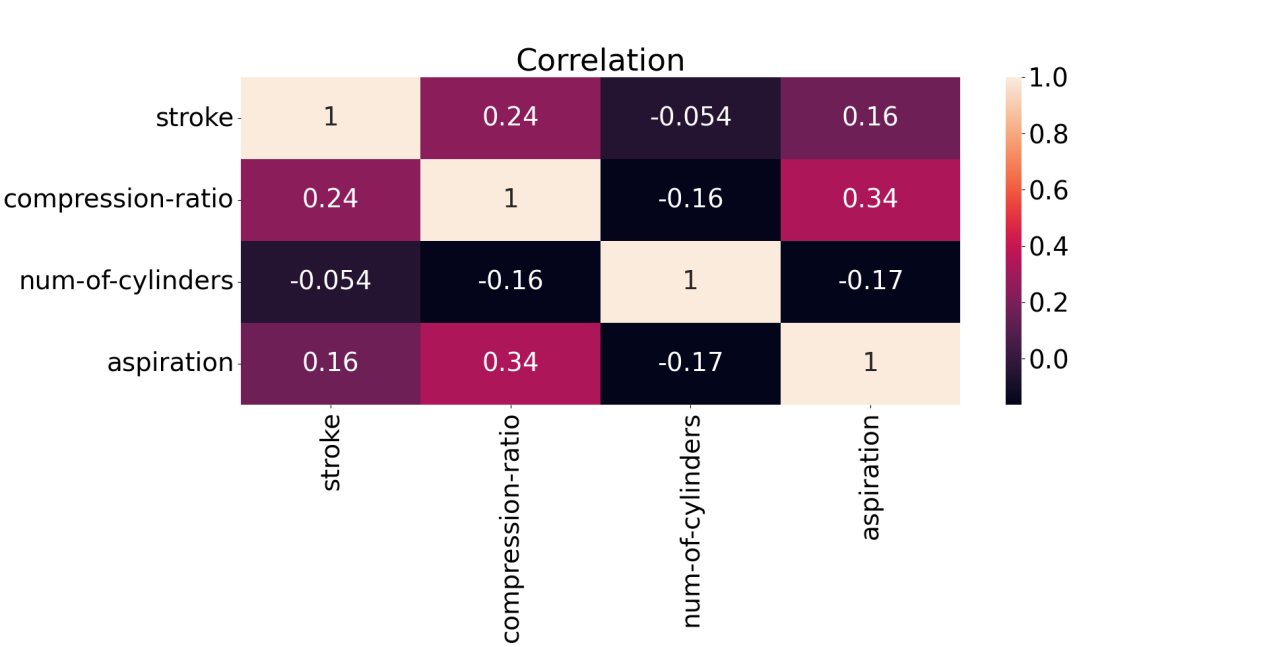 Correlation
stroke 1 0.24 -0.054 0.16
compression-ratio 0.24 1 -0.16 0.34
num-of-cylinders -0.054 -0.16 1 -0.17
aspiration 0.16 0.34 -0.17 1
stroke compression-ratio num-of-cylinders aspiration
1.0
0.8
0.6
0.4
0.2
0.0